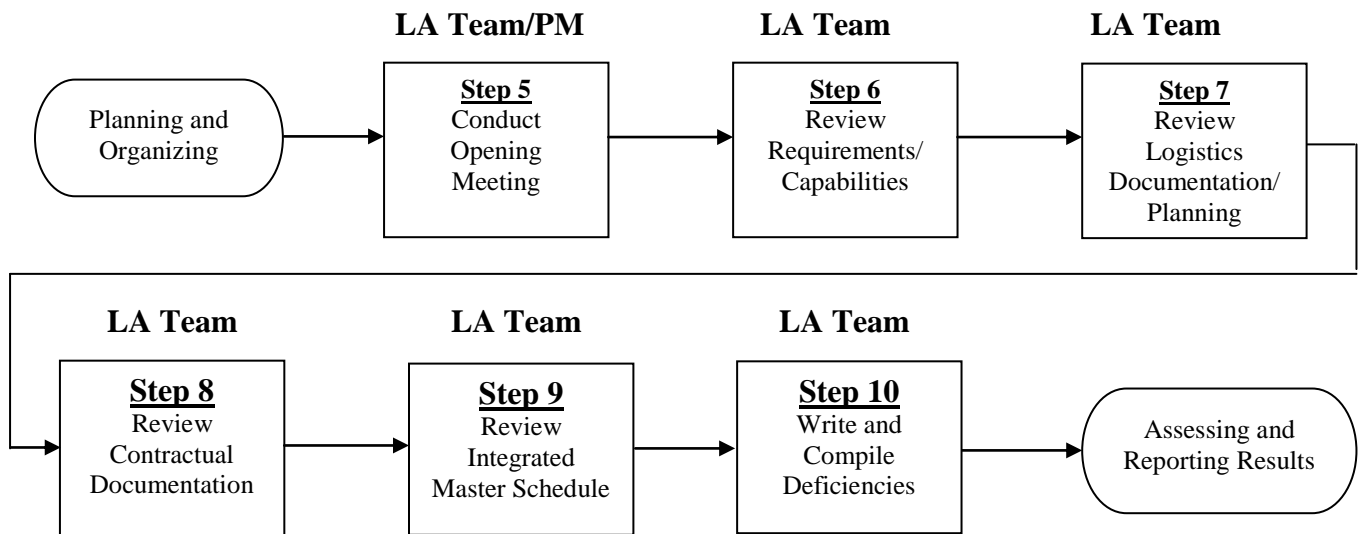 LA Team/PM
LA Team
LA Team
Planning and
Organizing
Step 5
Conduct
Opening
Meeting
Step 6
Review
Requirements/
Capabilities
Step 7
Review
Logistics
Documentation/
Planning
LA Team
LA Team
LA Team
Step 8
Review
Contractual
Documentation
Step 9
Review
Integrated
Master Schedule
Step 10
Write and
Compile
Deficiencies
Assessing and
Reporting Results